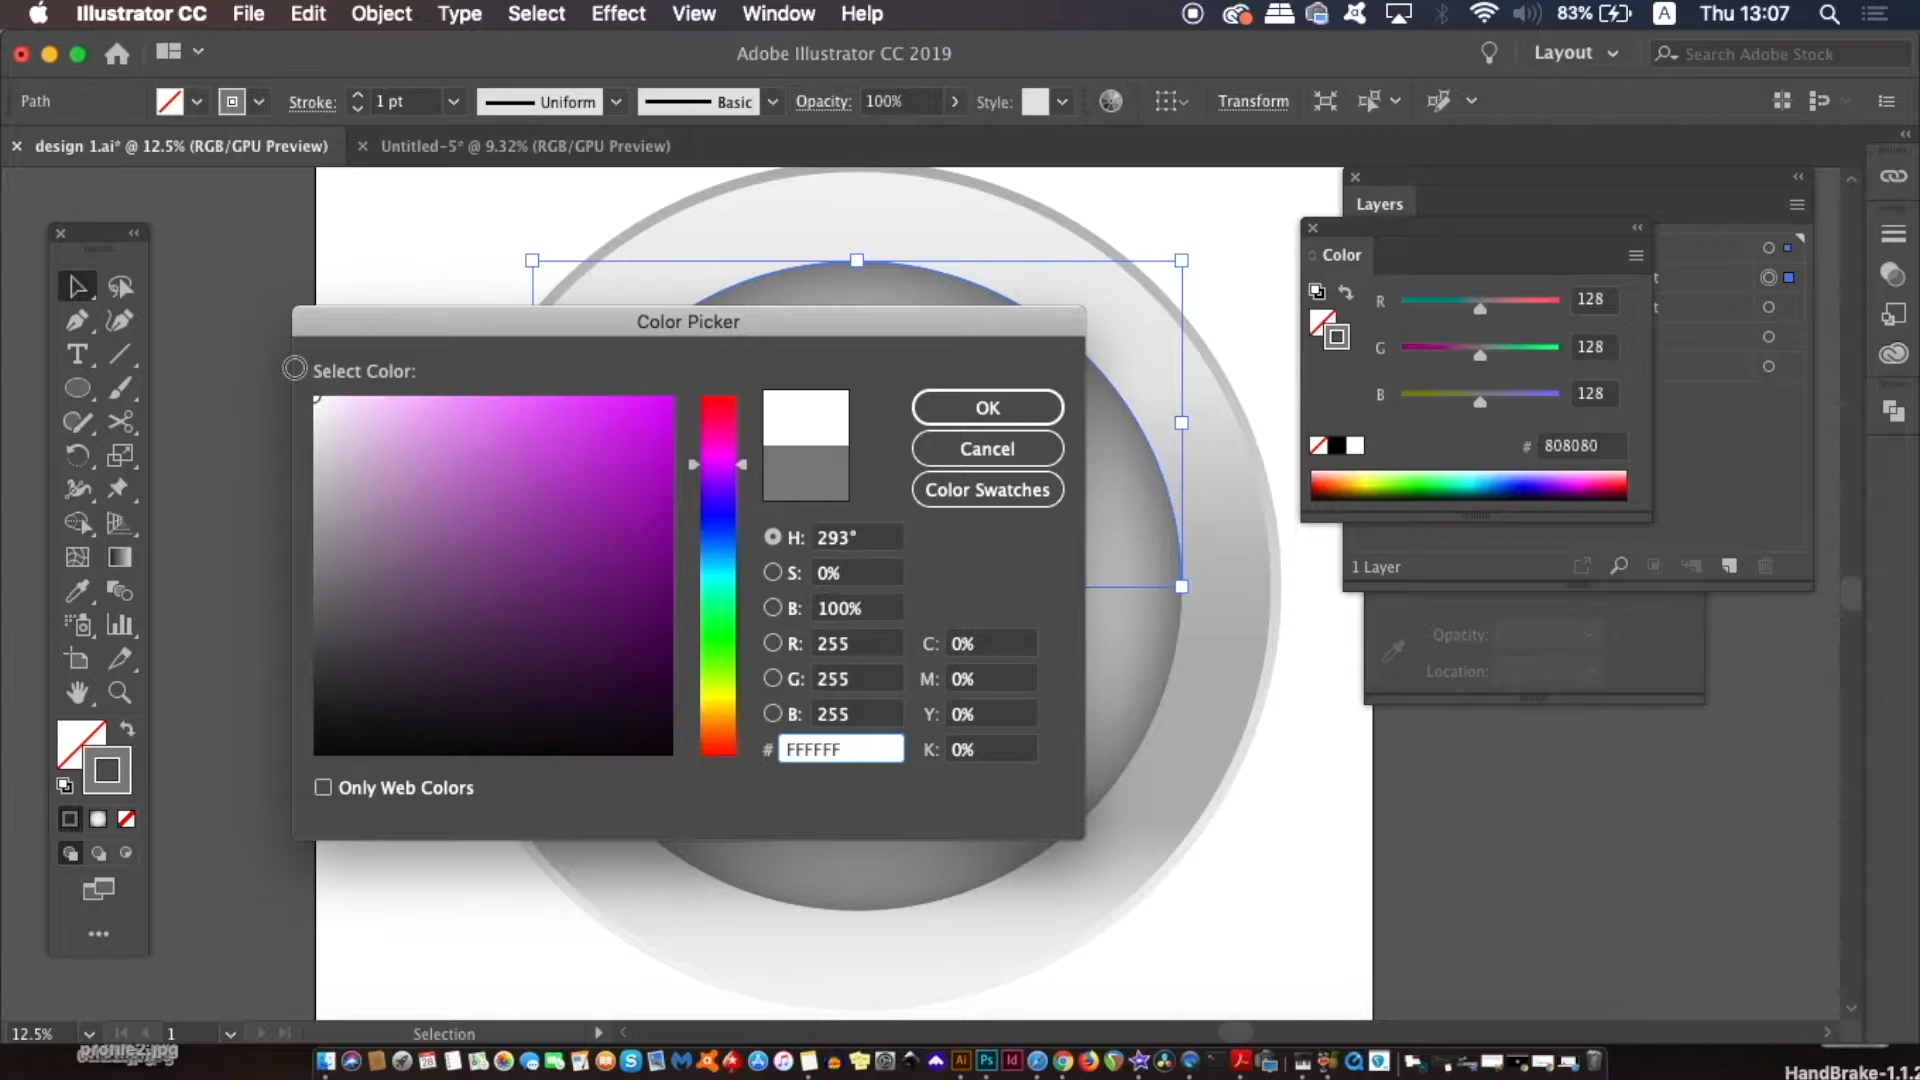 Illustrator CC File Edit Object Type Select Effect View Window Help 83% A Thu 13:07
Adobe Illustrator CC 2019 Layout Search Adobe Stock
Path Stroke: 1 pt Uniform Basic Opacity: 100% Style: Transform
design 1.ai* @ 12.5% (RGB/GPU Preview) Untitled-5* @ 9.32% (RGB/GPU Preview)
Layers
Color
R 128
G 128
B 128
# 808080
1 Layer
Opacity:
Location:
Color Picker
Select Color:
OK
Cancel
Color Swatches
H: 293°
S: 0%
B: 100%
R: 255 C: 0%
G: 255 M: 0%
B: 255 Y: 0%
# FFFFFF K: 0%
Only Web Colors
12.5% 1 Selection
profile2.jpg
HandBrake-1.1.2